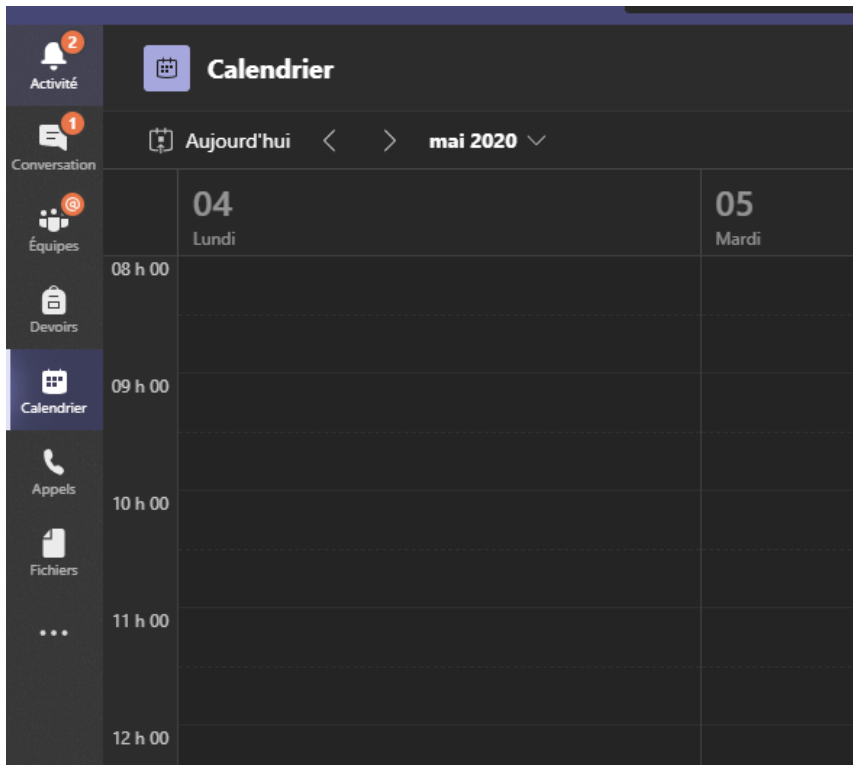 2
Activité
1
Conversation
@
Équipes
Devoirs
Calendrier
Appels
Fichiers
Calendrier
Aujourd'hui
mai 2020
04
Lundi
05
Mardi
08 h 00
09 h 00
10 h 00
11 h 00
12 h 00